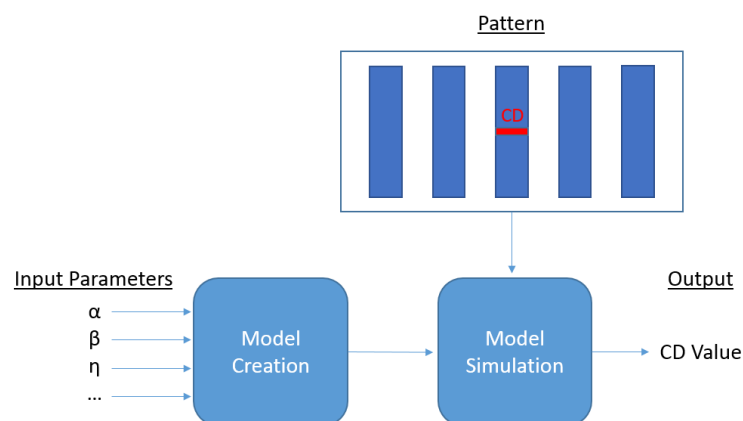 Pattern
CD
Input Parameters
α
β
η
...
Model
Creation
Model
Simulation
Output
CD Value